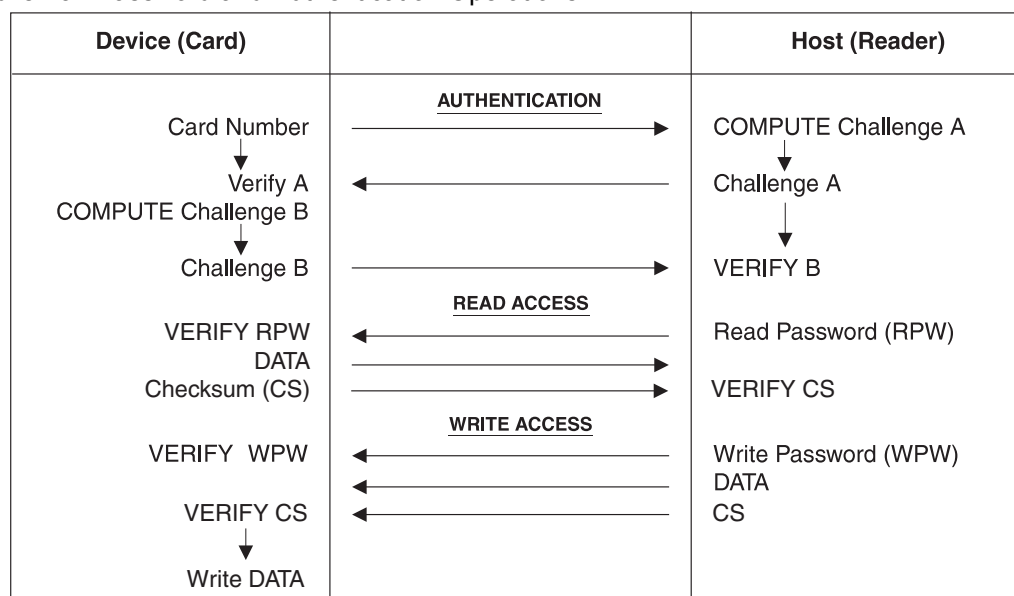 Device (Card) Host (Reader)
AUTHENTICATION
Card Number COMPUTE Challenge A
Verify A Challenge A
COMPUTE Challenge B
Challenge B VERIFY B
READ ACCESS
VERIFY RPW Read Password (RPW)
DATA
Checksum (CS) VERIFY CS
WRITE ACCESS
VERIFY WPW Write Password (WPW)
DATA
VERIFY CS CS
Write DATA